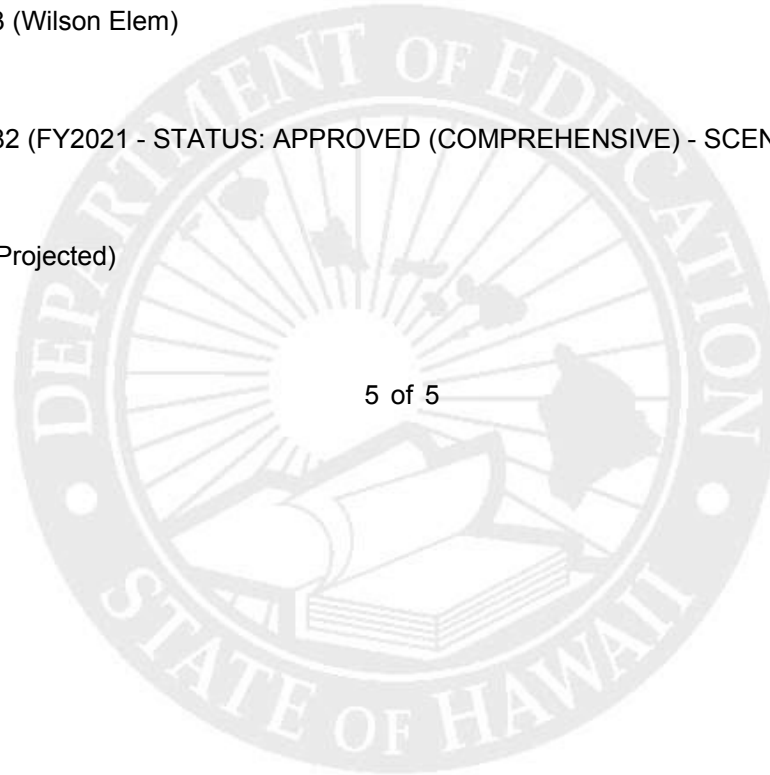 3 (Wilson Elem)
32 (FY2021 - STATUS: APPROVED (COMPREHENSIVE) - SCEN
Projected)
5 of 5
DEPARTMENT OF EDUCATION
STATE OF HAWAII